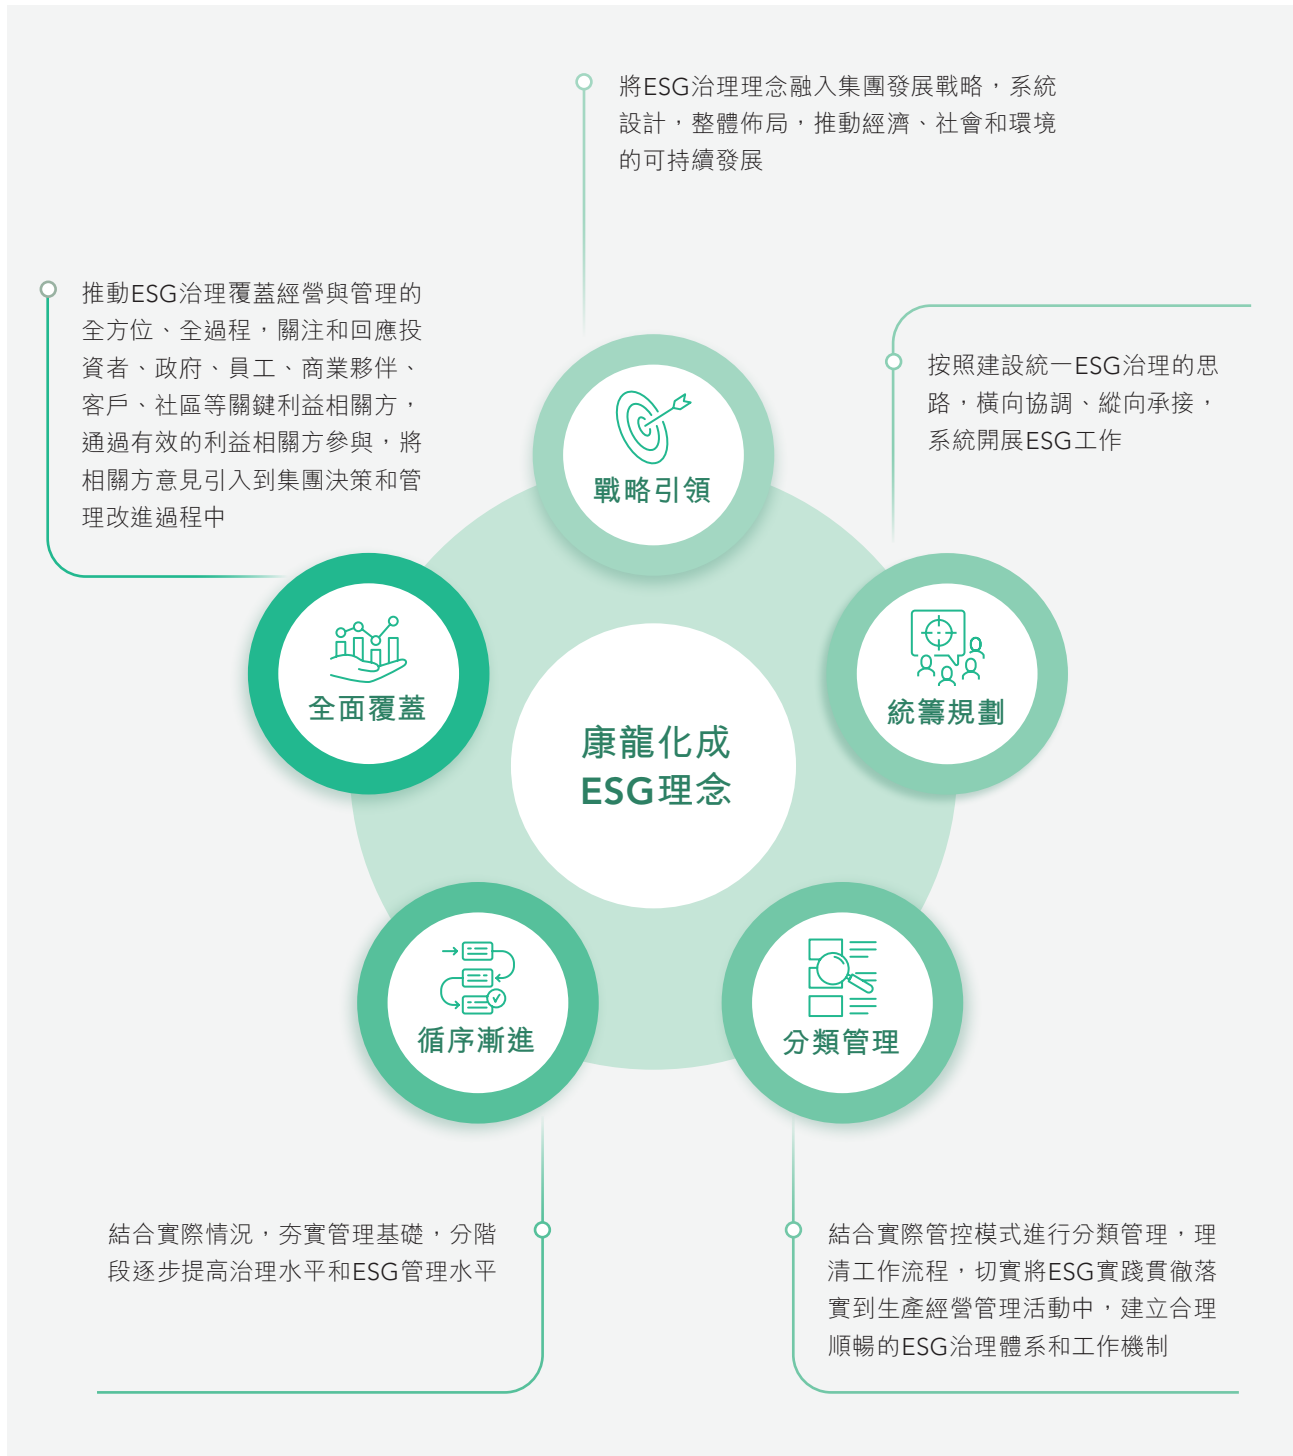 將ESG治理理念融入集團發展戰略，系統
設計，整體佈局，推動經濟、社會和環境
的可持續發展
推動ESG治理覆蓋經營與管理的
全方位、全過程，關注和回應投
資者、政府、員工、商業夥伴、
客戶、社區等關鍵利益相關方，
通過有效的利益相關方參與，將
相關方意見引入到集團決策和管
理改進過程中
按照建設統一ESG治理的思
路，橫向協調、縱向承接，
系統開展ESG工作
戰略引領
全面覆蓋
統籌規劃
康龍化成
ESG理念
循序漸進
分類管理
結合實際情況，夯實管理基礎，分階
段逐步提高治理水平和ESG管理水平
結合實際管控模式進行分類管理，理
清工作流程，切實將ESG實踐貫徹落
實到生產經營管理活動中，建立合理
順暢的ESG治理體系和工作機制